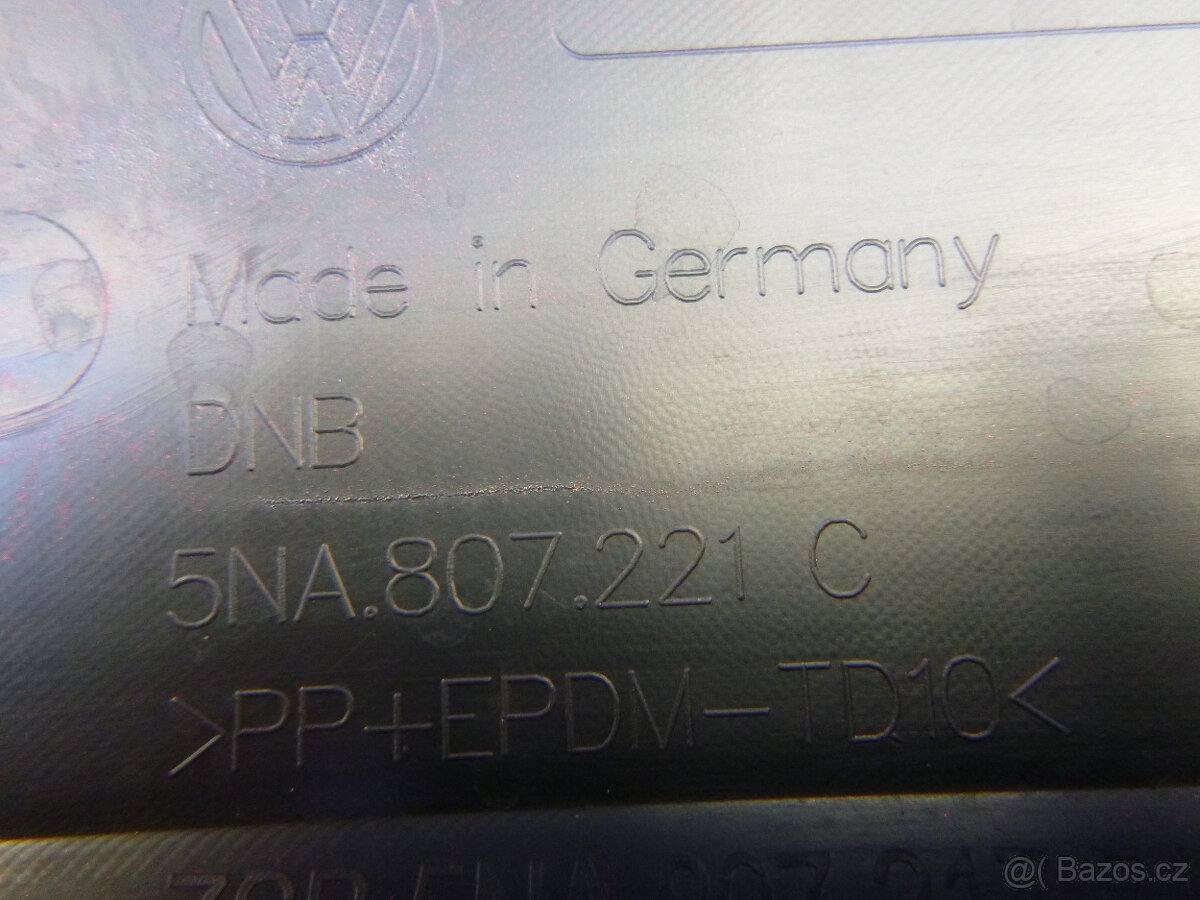 Made in Germany
DNB
5NA.807.221 C
>PP+EPDM-TD10<
@( Bazos.cz